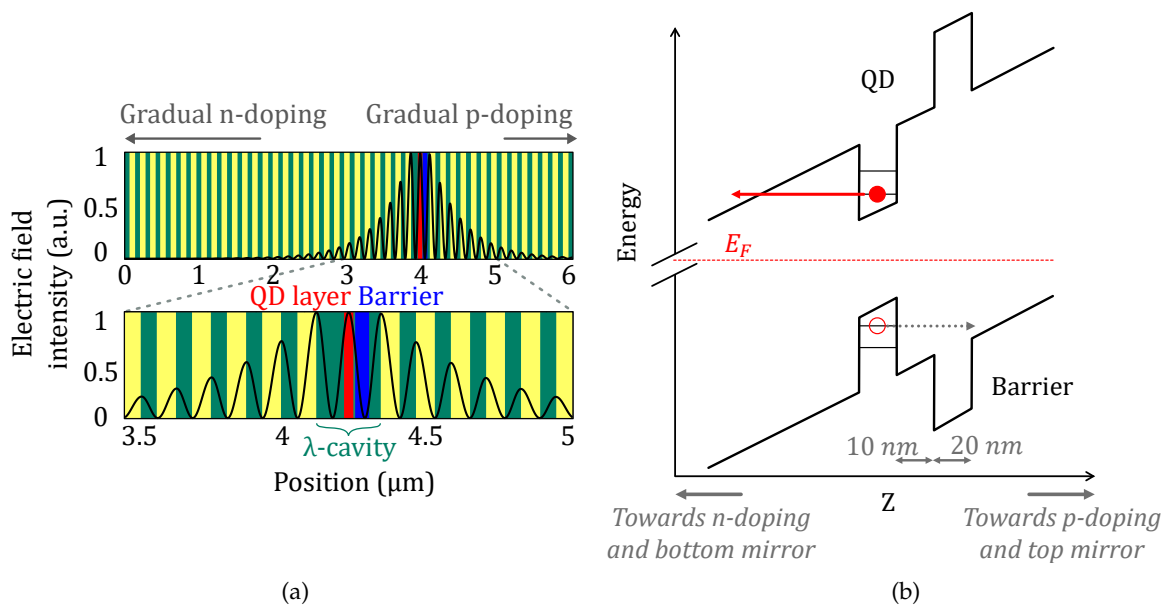 Gradual n-doping
Gradual p-doping
Electric field
intensity (a.u.)
1
0.5
0
0 1 2 3 4 5 6
QD layer Barrier
1
0.5
0
3.5 4 4.5 5
λ-cavity
Position (μm)
(a)
QD
Energy
E_F
Barrier
10 nm
20 nm
Z
Towards n-doping
and bottom mirror
Towards p-doping
and top mirror
(b)